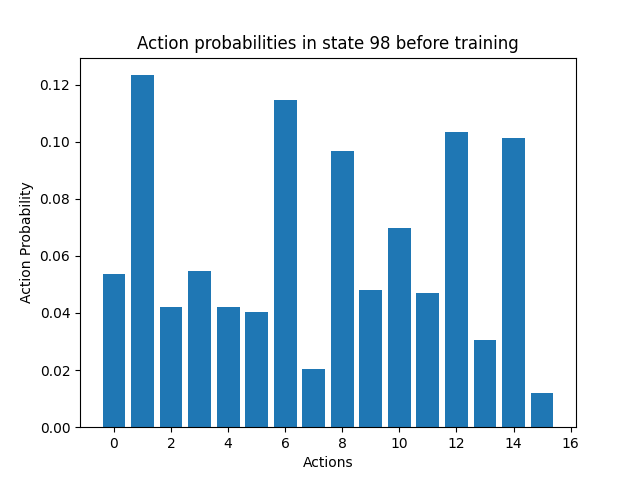 Action probabilities in state 98 before training
0.12
0.10
0.08
0.06
0.04
0.02
0.00
Action Probability
0 2 4 6 8 10 12 14 16
Actions